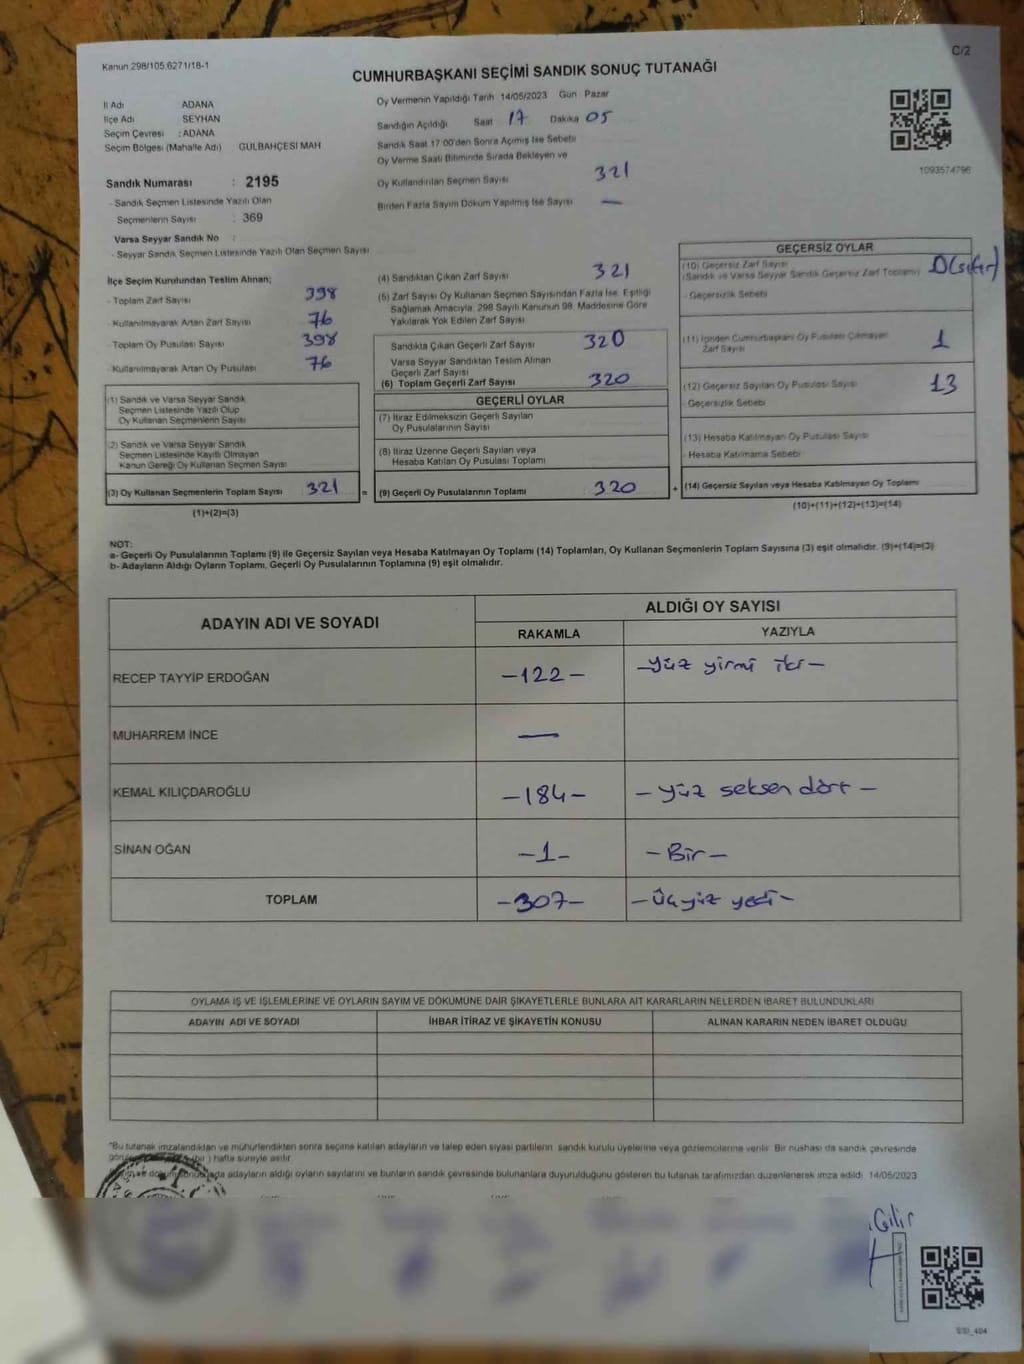 Kanun 298/105.6271/18-1
C/2
CUMHURBAŞKANI SEÇİMİ SANDIK SONUÇ TUTANAĞI
İl Adı ADANA
İlçe Adı SEYHAN
Seçim Çevresi : ADANA
Seçim Bölgesi (Mahalle Adı) GÜLBAHÇESİ MAH
Sandık Numarası : 2195
- Sandık Seçmen Listesinde Yazılı Olan
Seçmenlerin Sayısı : 369
Varsa Seyyar Sandık No :
- Seyyar Sandık Seçmen Listesinde Yazılı Olan Seçmen Sayısı
Oy Vermenin Yapıldığı Tarih 14/05/2023 Gün Pazar
Sandığın Açıldığı Saat 17 Dakika 05
Sandık Saat 17:00'den Sonra Açımış İse Sebebi
Oy Verme Saati Bitiminde Sırada Bekleyen ve
Oy Kullandırılan Seçmen Sayısı 321
Birden Fazla Sayım Döküm Yapılmış İse Sayısı —
1093574796
İlçe Seçim Kurulundan Teslim Alınan;
- Toplam Zarf Sayısı 398
- Kullanılmayarak Artan Zarf Sayısı 76
- Toplam Oy Pusulası Sayısı 398
- Kullanılmayarak Artan Oy Pusulası 76
(1) Sandık ve Varsa Seyyar Sandık
Seçmen Listesinde Yazılı Olup
Oy Kullanan Seçmenlerin Sayısı
(2) Sandık ve Varsa Seyyar Sandık
Seçmen Listesinde Kayıtlı Olmayan
Kanun Gereği Oy Kullanan Seçmen Sayısı
(3) Oy Kullanan Seçmenlerin Toplam Sayısı 321 =
(1)+(2)=(3)
(4) Sandıktan Çıkan Zarf Sayısı 321
(5) Zarf Sayısı Oy Kullanan Seçmen Sayısından Fazla İse, Eşitliği
Sağlamak Amacıyla, 298 Sayılı Kanunun 98. Maddesine Göre
Yakılarak Yok Edilen Zarf Sayısı
Sandıkta Çıkan Geçerli Zarf Sayısı 320
Varsa Seyyar Sandıktan Teslim Alınan
Geçerli Zarf Sayısı
(6) Toplam Geçerli Zarf Sayısı 320
GEÇERLİ OYLAR
(7) İtiraz Edilmeksizin Geçerli Sayılan
Oy Pusulalarının Sayısı
(8) İtiraz Üzerine Geçerli Sayılan veya
Hesaba Katılan Oy Pusulası Toplamı
(9) Geçerli Oy Pusulalarının Toplamı 320 +
GEÇERSİZ OYLAR
(10) Geçersiz Zarf Sayısı
(Sandık ve Varsa Seyyar Sandık Geçersiz Zarf Toplamı) 0(sıfır)
- Geçersizlik Sebebi
(11) İçinden Cumhurbaşkanı Oy Pusulası Çıkmayan
Zarf Sayısı 1
(12) Geçersiz Sayılan Oy Pusulası Sayısı 13
- Geçersizlik Sebebi
(13) Hesaba Katılmayan Oy Pusulası Sayısı
- Hesaba Katılmama Sebebi
(14) Geçersiz Sayılan veya Hesaba Katılmayan Oy Toplamı
(10)+(11)+(12)+(13)=(14)
NOT:
a- Geçerli Oy Pusulalarının Toplamı (9) ile Geçersiz Sayılan veya Hesaba Katılmayan Oy Toplamı (14) Toplamları, Oy Kullanan Seçmenlerin Toplam Sayısına (3) eşit olmalıdır. (9)+(14)=(3)
b- Adayların Aldığı Oyların Toplamı, Geçerli Oy Pusulalarının Toplamına (9) eşit olmalıdır.
ADAYIN ADI VE SOYADI ALDIĞI OY SAYISI
RAKAMLA YAZIYLA
RECEP TAYYİP ERDOĞAN -122- -yüz yirmi iki-
MUHARREM İNCE —
KEMAL KILIÇDAROĞLU -184- -yüz seksen dört-
SİNAN OĞAN -1- -Bir-
TOPLAM -307- -Üçyüz yedi-
OYLAMA İŞ VE İŞLEMLERİNE VE OYLARIN SAYIM VE DÖKÜMÜNE DAİR ŞİKAYETLERLE BUNLARA AİT KARARLARIN NELERDEN İBARET BULUNDUKLARI
ADAYIN ADI VE SOYADI İHBAR İTİRAZ VE ŞİKAYETİN KONUSU ALINAN KARARIN NEDEN İBARET OLDUĞU
"Bu tutanak imzalandıktan ve mühürlendikten sonra seçime katılan adayların ve talep eden siyasi partilerin sandık kurulu üyelerine veya gözlemcilerine verilir. Bir nüshası da sandık çevresinde
(bir) hafta süreyle asılır.
adayların aldığı oyların sayılarını ve bunların sandık çevresinde bulunanlara duyurulduğunu gösteren bu tutanak tarafımızdan düzenlenerek imza edildi. 14/05/2023